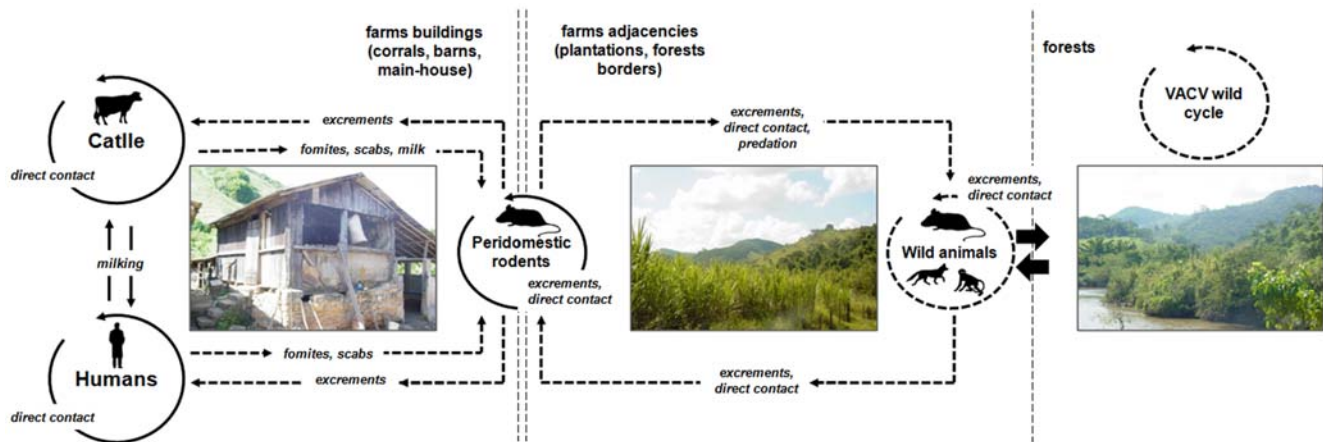 farms buildings
(corrals, barns,
main-house)
farms adjacencies
(plantations, forests
borders)
forests
VACV wild
cycle
Catlle
direct contact
excrements
fomites, scabs, milk
excrements,
direct contact,
predation
excrements,
direct contact
Peridomestic
rodents
excrements,
direct contact
Wild animals
milking
Humans
direct contact
fomites, scabs
excrements
excrements,
direct contact